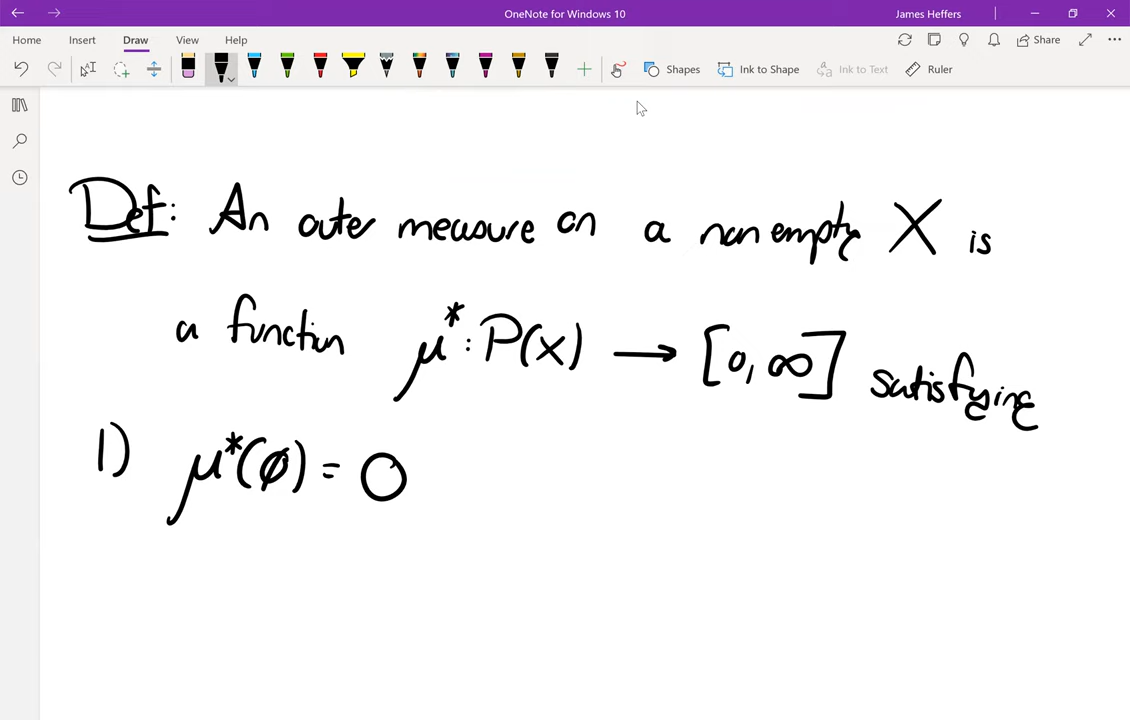 OneNote for Windows 10
James Heffers
Home Insert Draw View Help
Share
Shapes Ink to Shape Ink to Text Ruler
Def: An outer measure on a nonempty X is
a function μ* : P(X) → [0, ∞] satisfying
1) μ*(∅) = 0